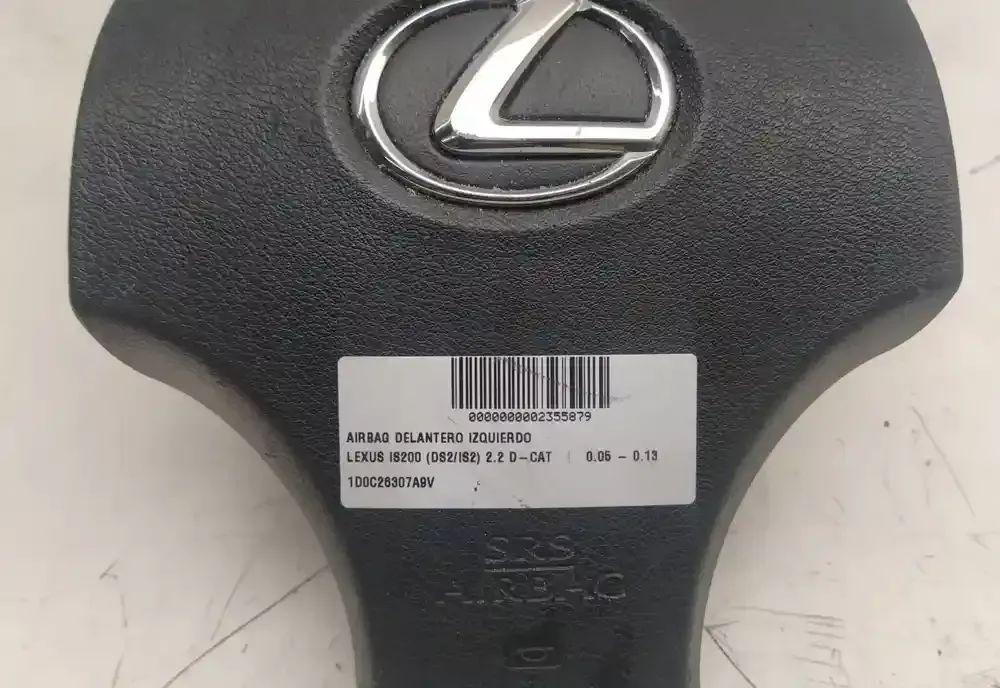 0000000002355879
AIRBAG DELANTERO IZQUIERDO
LEXUS IS200 (DS2/IS2) 2.2 D-CAT | 0.05 - 0.13
1D0C26307A9V
SRS
AIRBAG